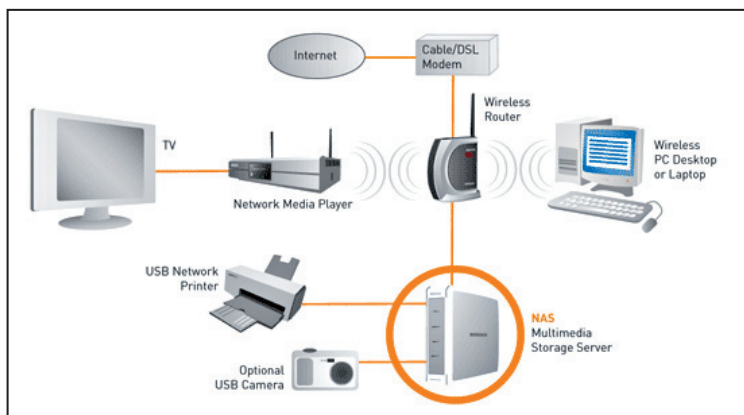 Internet
Cable/DSL
Modem
Wireless
Router
TV
Network Media Player
Wireless
PC Desktop
or Laptop
USB Network
Printer
NAS
Multimedia
Storage Server
Optional
USB Camera